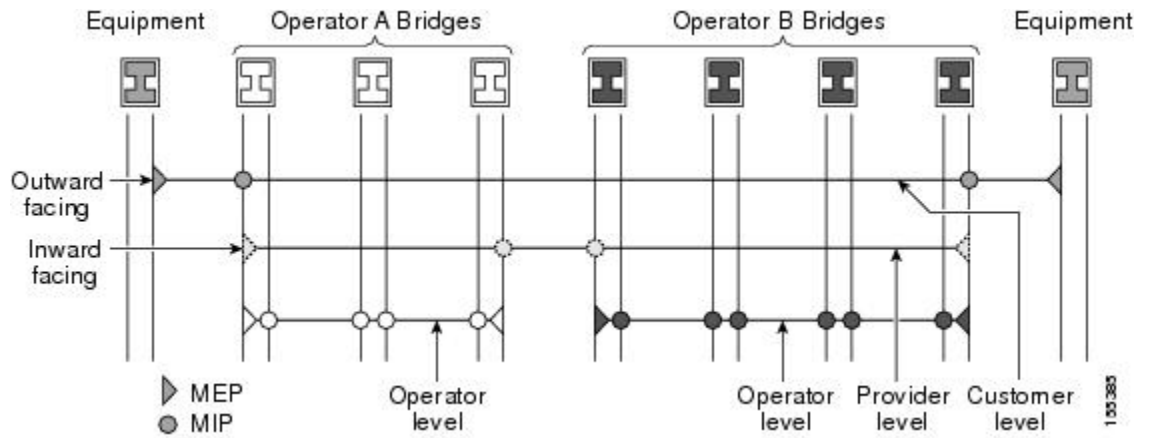 Equipment
Operator A Bridges
Operator B Bridges
Equipment
Outward
facing
Inward
facing
MEP
MIP
Operator
level
Operator
level
Provider
level
Customer
level
155385